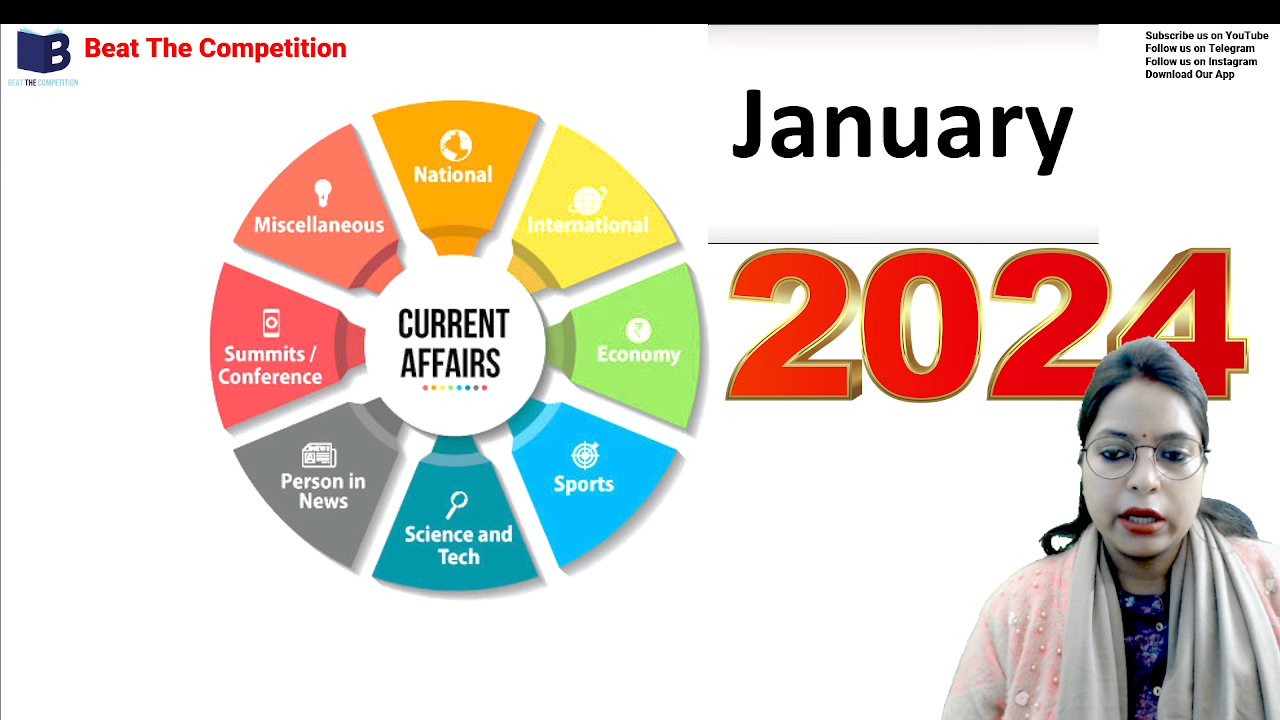 Beat The Competition
BEAT THE COMPETITION
Subscribe us on YouTube
Follow us on Telegram
Follow us on Instagram
Download Our App
January
2024
National
International
Economy
Sports
Science and
Tech
Person in
News
Summits /
Conference
Miscellaneous
CURRENT
AFFAIRS